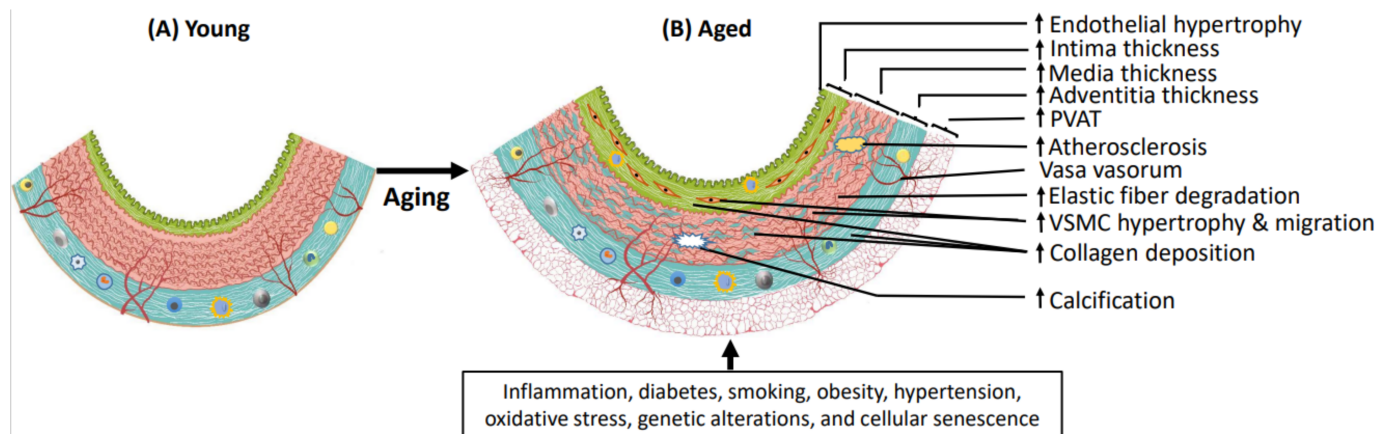 (A) Young
(B) Aged
Aging
↑ Endothelial hypertrophy
↑ Intima thickness
↑ Media thickness
↑ Adventitia thickness
↑ PVAT
↑ Atherosclerosis
Vasa vasorum
↑ Elastic fiber degradation
↑ VSMC hypertrophy & migration
↑ Collagen deposition
↑ Calcification
Inflammation, diabetes, smoking, obesity, hypertension,
oxidative stress, genetic alterations, and cellular senescence